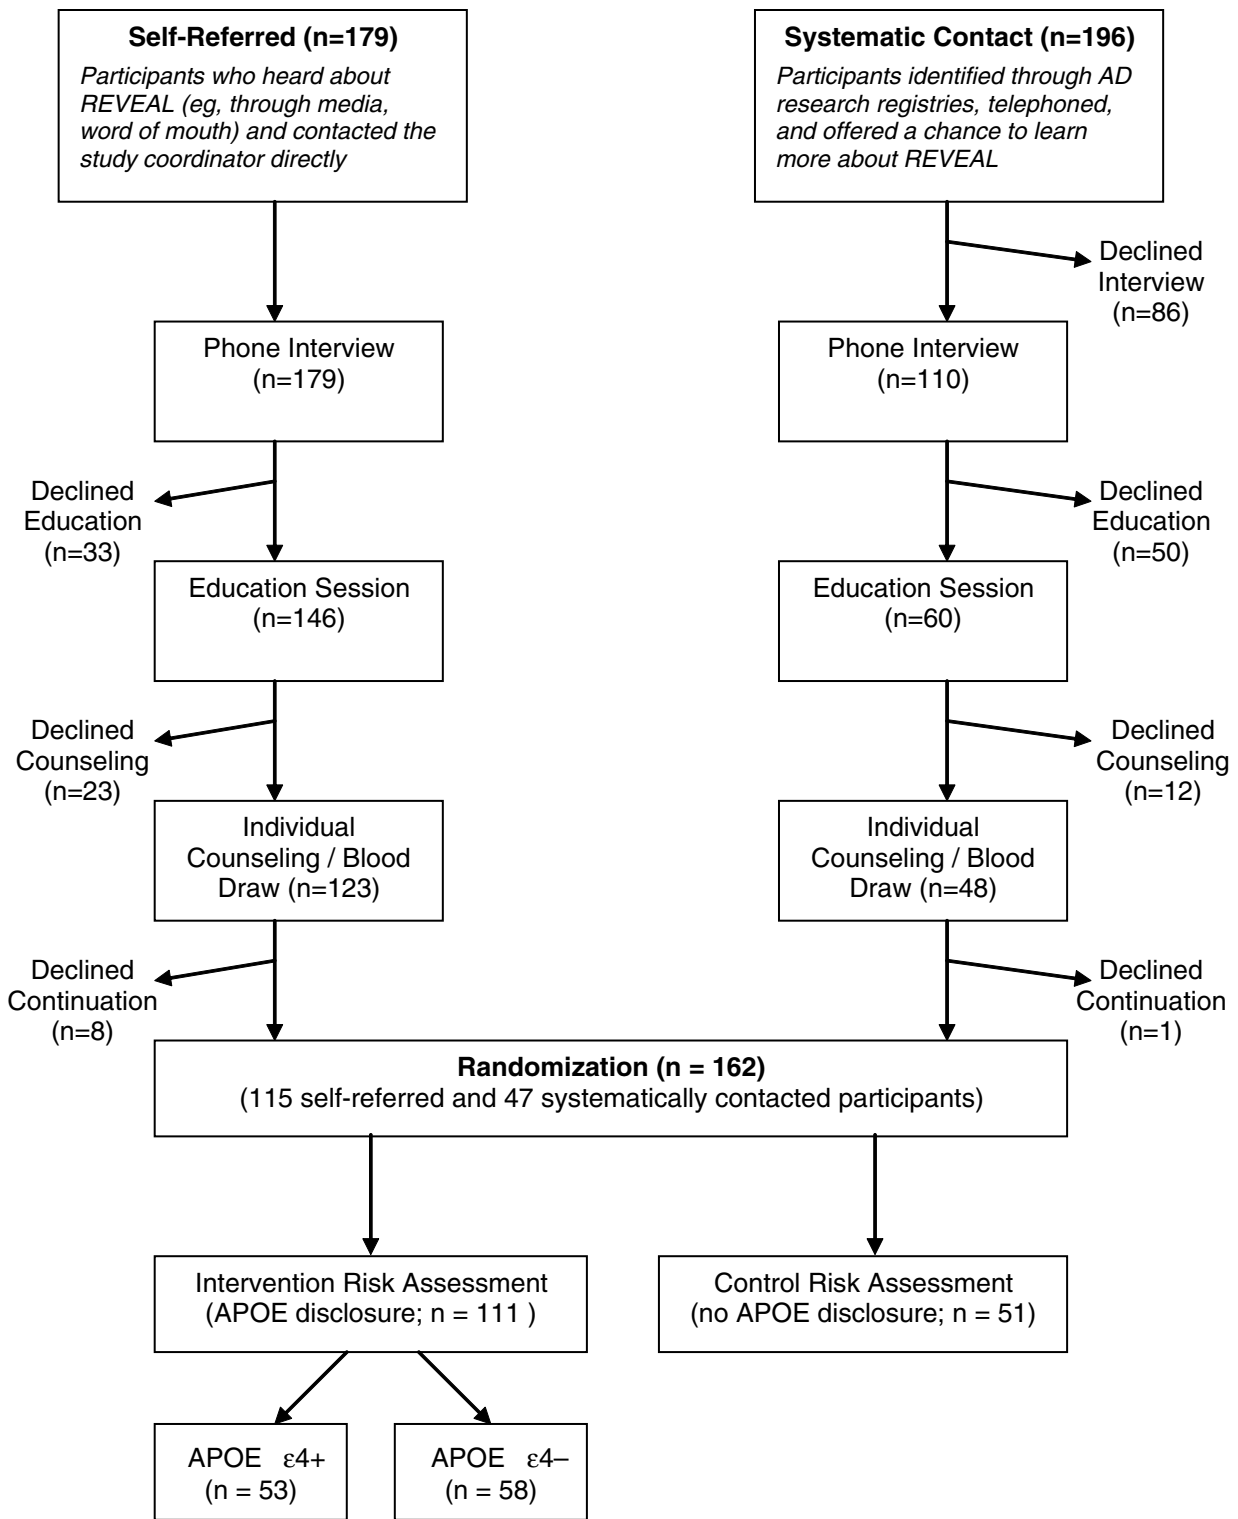 Self-Referred (n=179)
Participants who heard about
REVEAL (eg, through media,
word of mouth) and contacted the
study coordinator directly
Systematic Contact (n=196)
Participants identified through AD
research registries, telephoned,
and offered a chance to learn
more about REVEAL
Declined
Interview
(n=86)
Phone Interview
(n=179)
Phone Interview
(n=110)
Declined
Education
(n=33)
Declined
Education
(n=50)
Education Session
(n=146)
Education Session
(n=60)
Declined
Counseling
(n=23)
Declined
Counseling
(n=12)
Individual
Counseling / Blood
Draw (n=123)
Individual
Counseling / Blood
Draw (n=48)
Declined
Continuation
(n=8)
Declined
Continuation
(n=1)
Randomization (n = 162)
(115 self-referred and 47 systematically contacted participants)
Intervention Risk Assessment
(APOE disclosure; n = 111 )
Control Risk Assessment
(no APOE disclosure; n = 51)
APOE ε4+
(n = 53)
APOE ε4–
(n = 58)